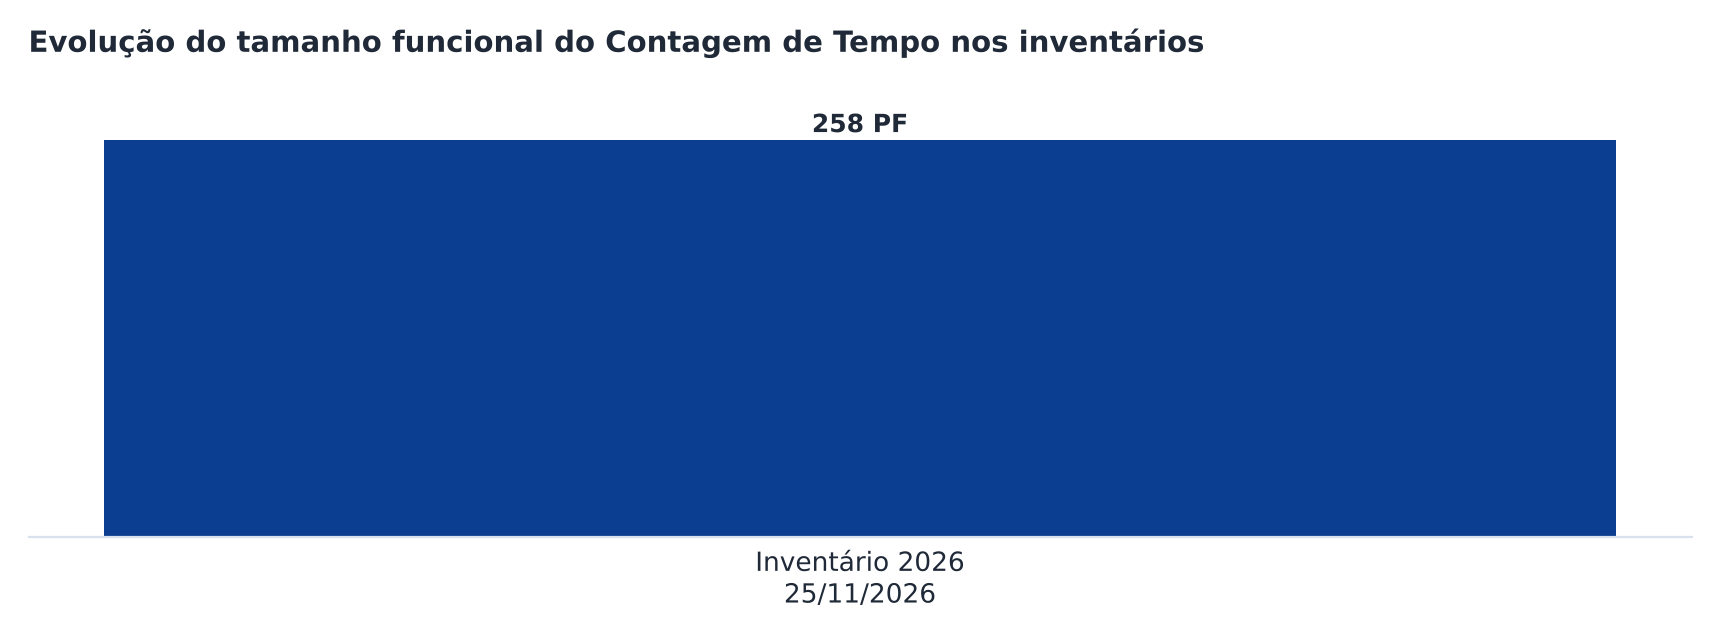 Evolução do tamanho funcional do Contagem de Tempo nos inventários
258 PF
Inventário 2026
25/11/2026